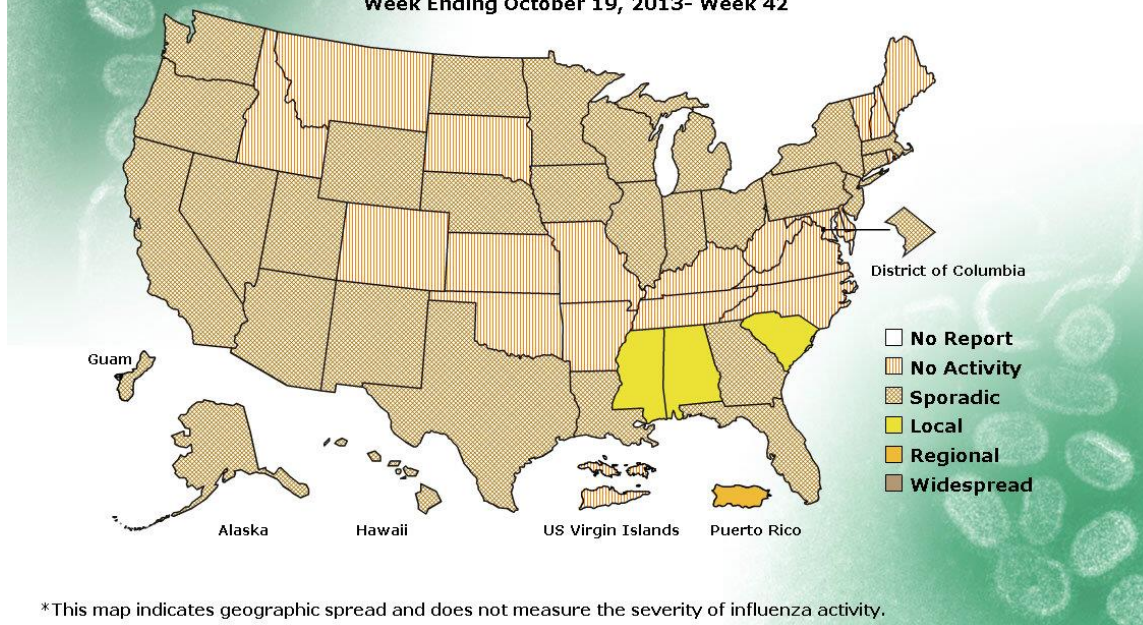 Week Ending October 19, 2013- Week 42
District of Columbia
Guam
No Report
No Activity
Sporadic
Local
Regional
Widespread
Alaska
Hawaii
US Virgin Islands
Puerto Rico
*This map indicates geographic spread and does not measure the severity of influenza activity.